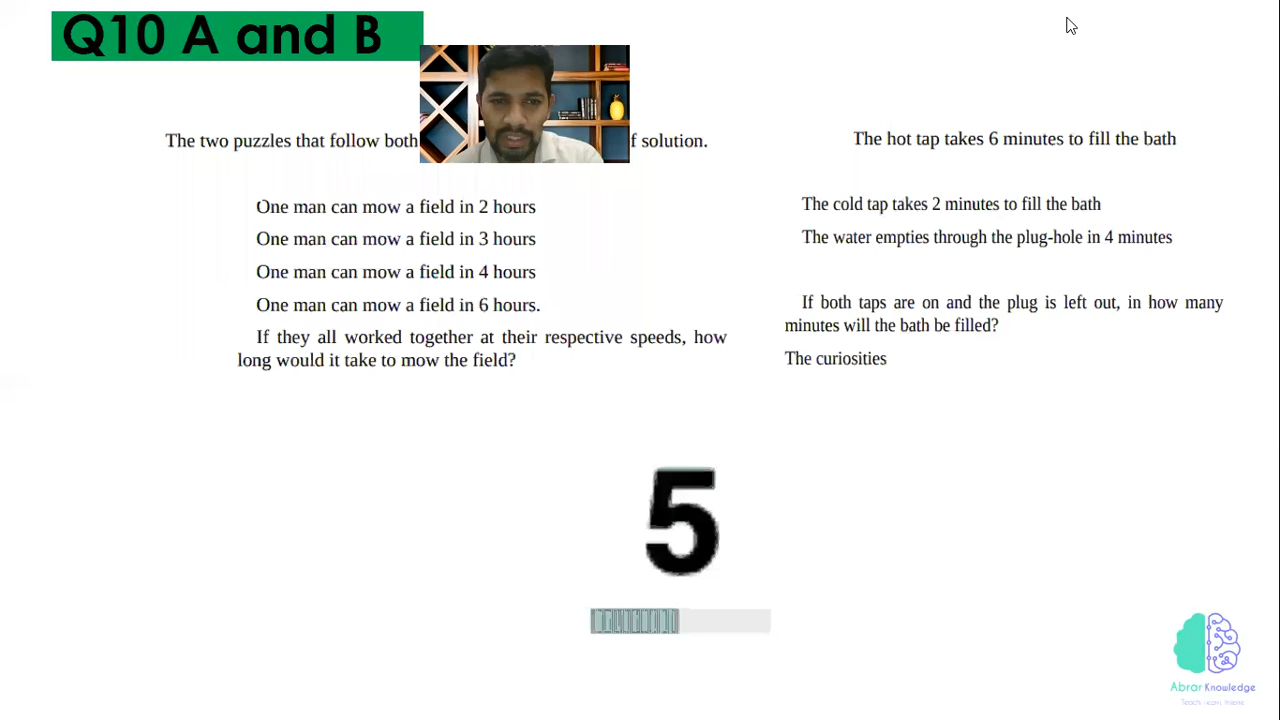 Q10 A and B
The two puzzles that follow both f solution.
One man can mow a field in 2 hours
One man can mow a field in 3 hours
One man can mow a field in 4 hours
One man can mow a field in 6 hours.
If they all worked together at their respective speeds, how
long would it take to mow the field?
The hot tap takes 6 minutes to fill the bath
The cold tap takes 2 minutes to fill the bath
The water empties through the plug-hole in 4 minutes
If both taps are on and the plug is left out, in how many
minutes will the bath be filled?
The curiosities
5
Abrar Knowledge